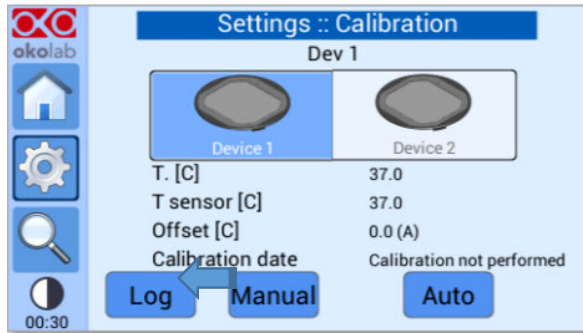 Settings :: Calibration
okolab
Dev 1
Device 1
Device 2
T. [C] 37.0
T sensor [C] 37.0
Offset [C] 0.0 (A)
Calibration date Calibration not performed
Log Manual Auto
00:30